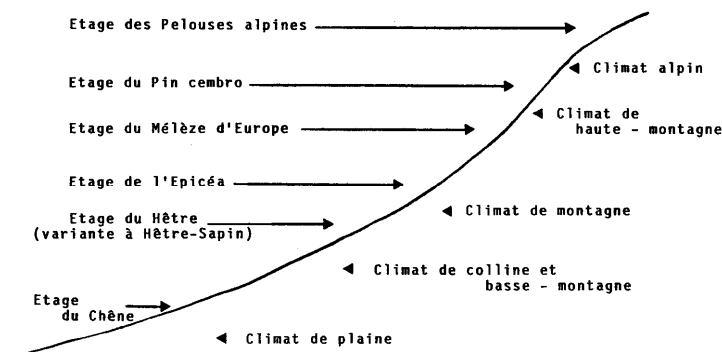 Etage des Pelouses alpines
Climat alpin
Etage du Pin cembro
Climat de
haute - montagne
Etage du Mélèze d'Europe
Etage de l'Epicéa
Climat de montagne
Etage du Hêtre
(variante à Hêtre-Sapin)
Climat de colline et
basse - montagne
Etage
du Chêne
Climat de plaine